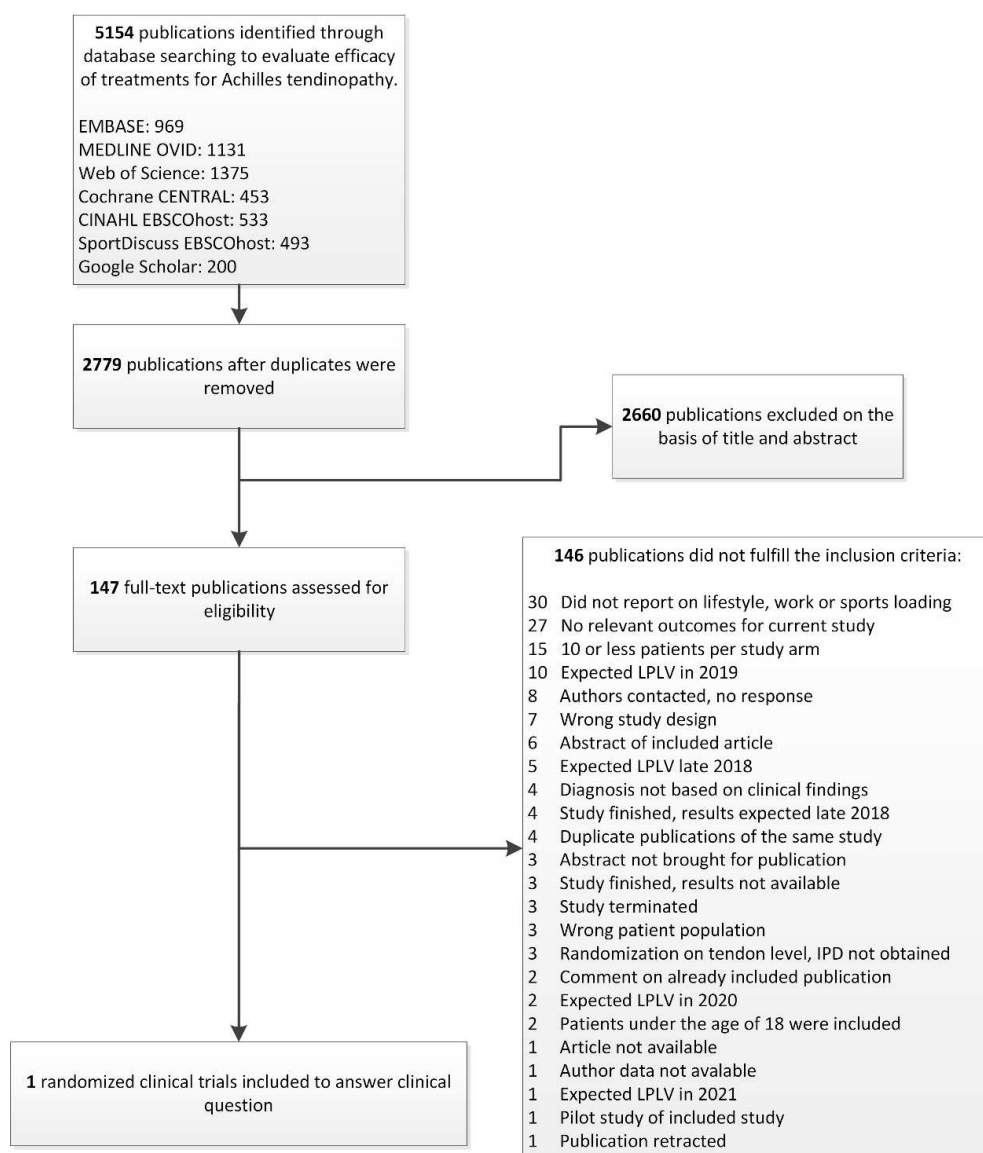 5154 publications identified through
database searching to evaluate efficacy
of treatments for Achilles tendinopathy.
EMBASE: 969
MEDLINE OVID: 1131
Web of Science: 1375
Cochrane CENTRAL: 453
CINAHL EBSCOhost: 533
SportDiscuss EBSCOhost: 493
Google Scholar: 200
2779 publications after duplicates were
removed
2660 publications excluded on the
basis of title and abstract
147 full-text publications assessed for
eligibility
146 publications did not fulfill the inclusion criteria:
30 Did not report on lifestyle, work or sports loading
27 No relevant outcomes for current study
15 10 or less patients per study arm
10 Expected LPLV in 2019
8 Authors contacted, no response
7 Wrong study design
6 Abstract of included article
5 Expected LPLV late 2018
4 Diagnosis not based on clinical findings
4 Study finished, results expected late 2018
4 Duplicate publications of the same study
3 Abstract not brought for publication
3 Study finished, results not available
3 Study terminated
3 Wrong patient population
3 Randomization on tendon level, IPD not obtained
2 Comment on already included publication
2 Expected LPLV in 2020
2 Patients under the age of 18 were included
1 Article not available
1 Author data not avalable
1 Expected LPLV in 2021
1 Pilot study of included study
1 Publication retracted
1 randomized clinical trials included to answer clinical
question